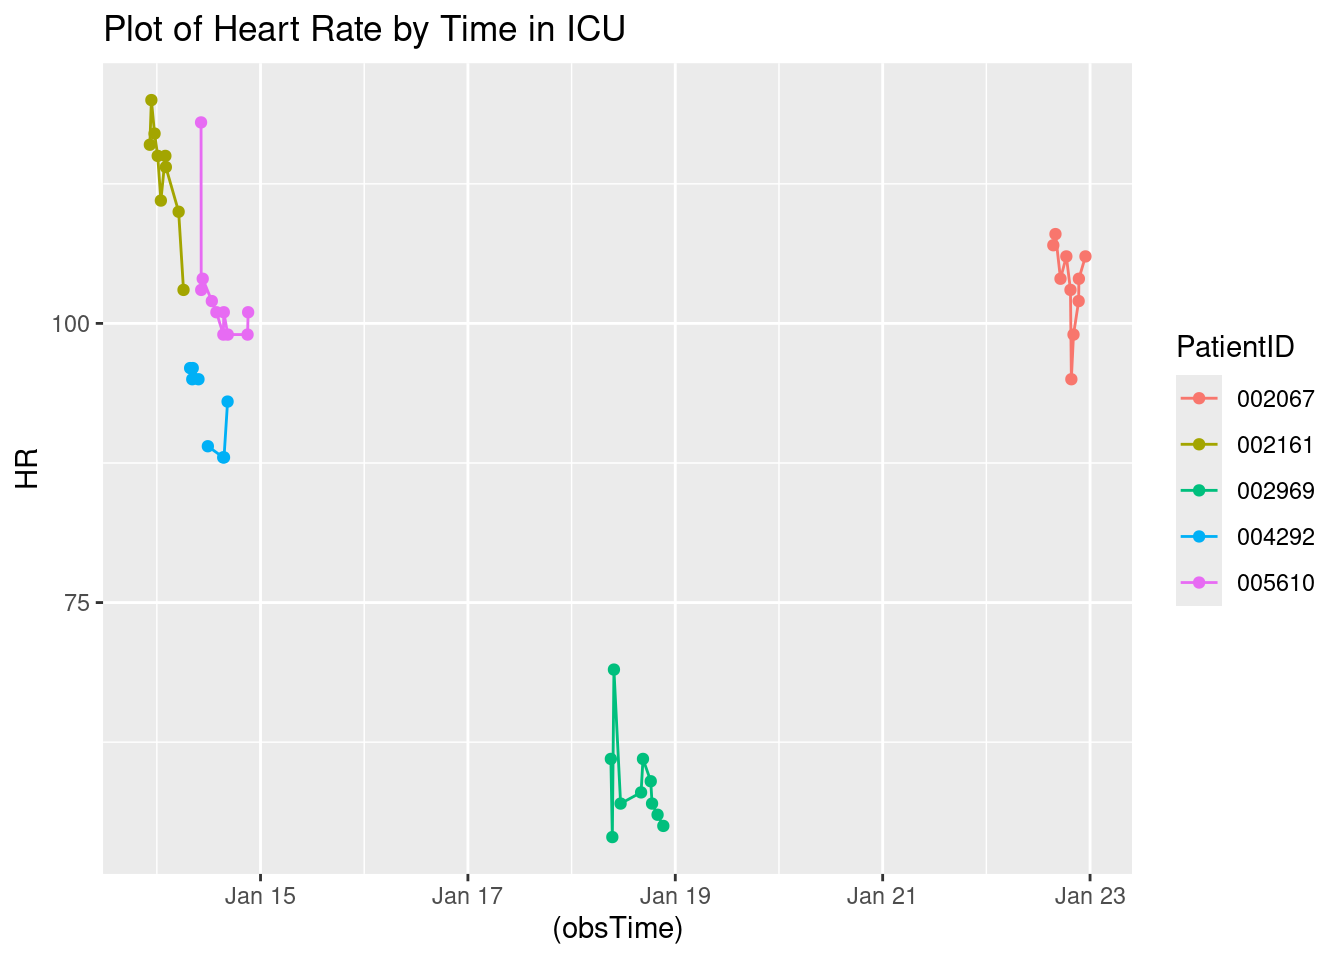 Plot of Heart Rate by Time in ICU
HR
100
75
Jan 15
Jan 17
Jan 19
Jan 21
Jan 23
(obsTime)
PatientID
002067
002161
002969
004292
005610